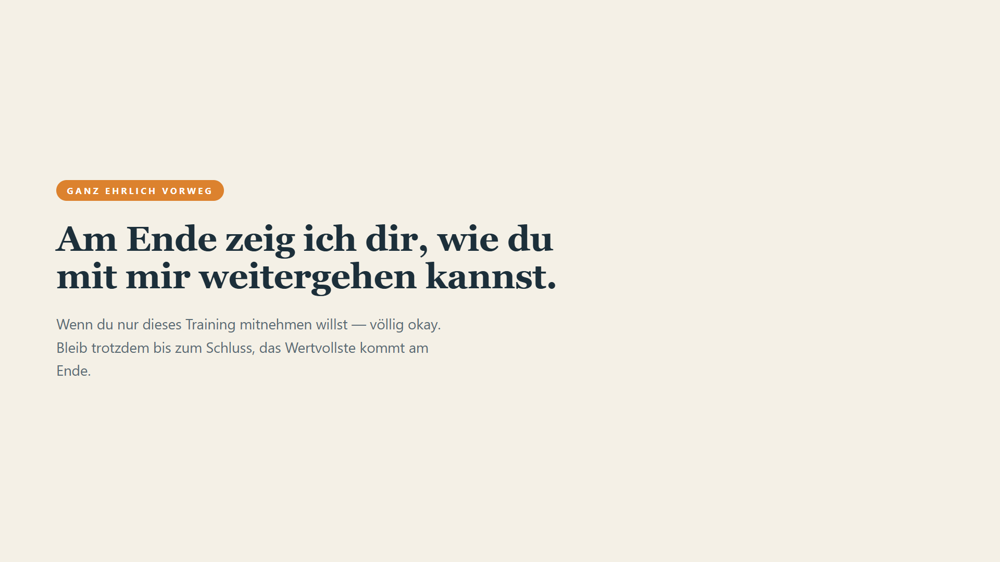 GANZ EHRLICH VORWEG
Am Ende zeig ich dir, wie du
mit mir weitergehen kannst.
Wenn du nur dieses Training mitnehmen willst — völlig okay.
Bleib trotzdem bis zum Schluss, das Wertvollste kommt am
Ende.